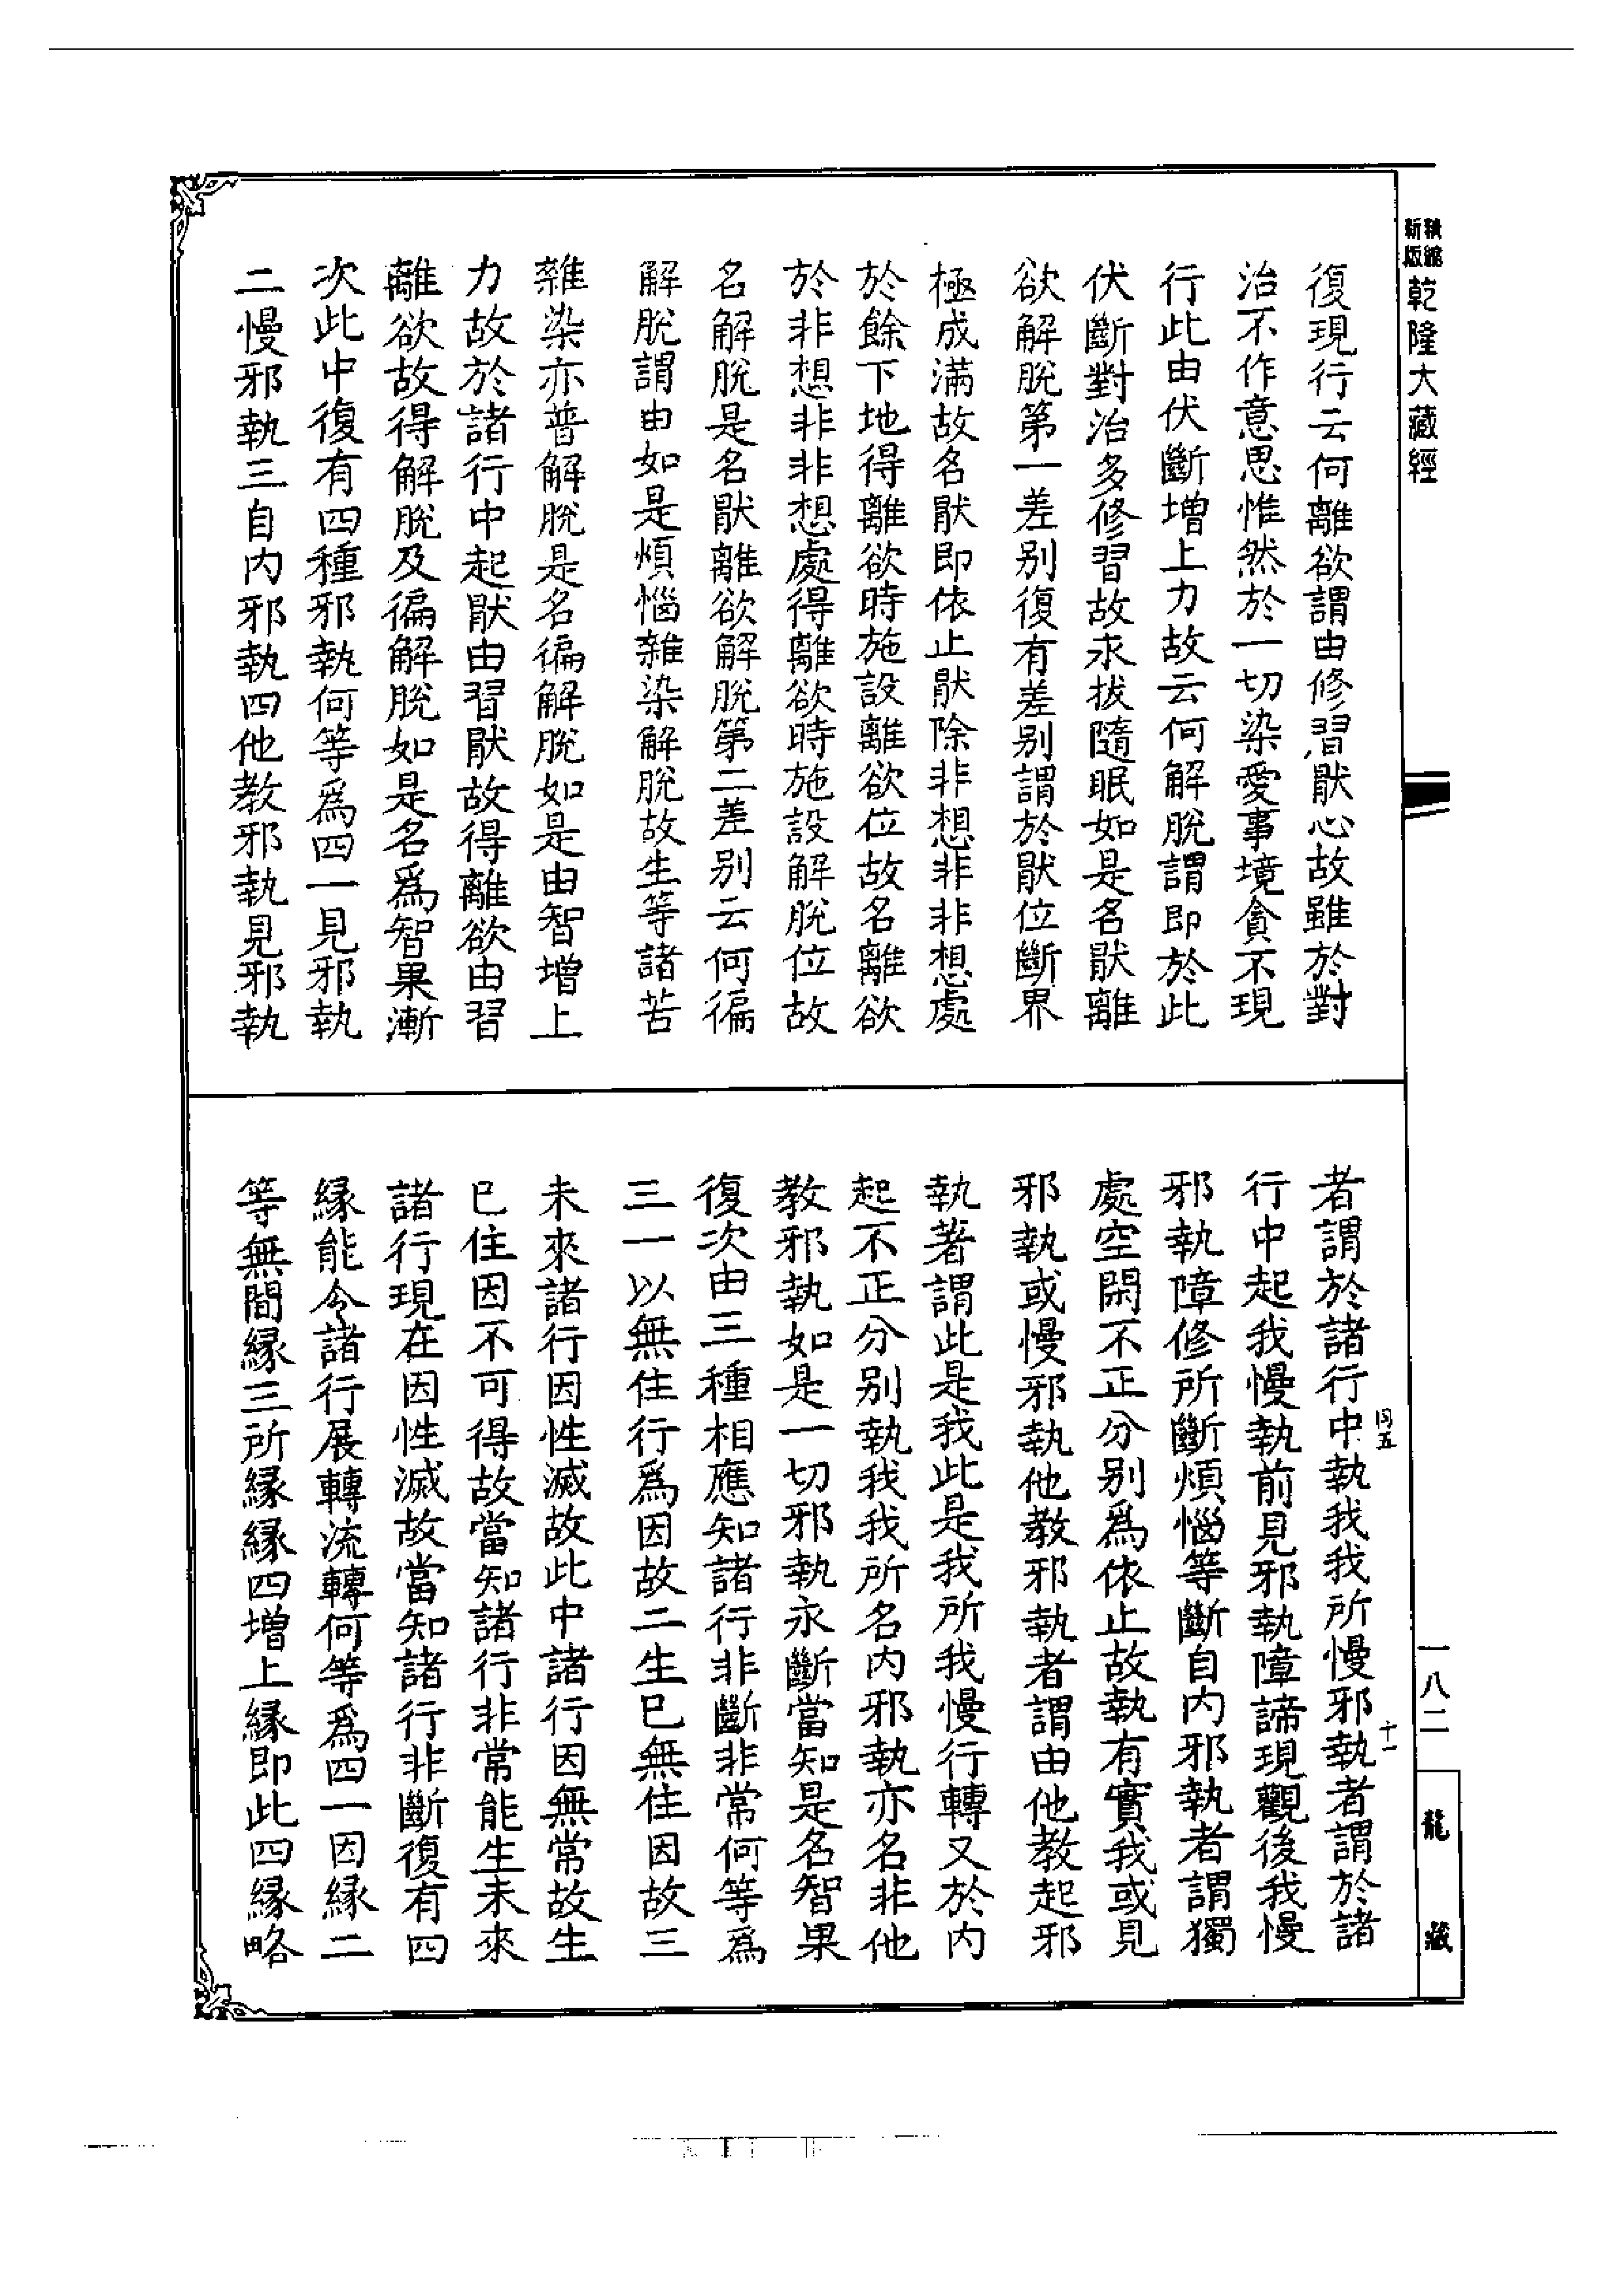 精縮
新版
乾隆大藏經
復現行云何離欲謂由修習猒心故雖於對
治不作意思惟然於一切染愛事境貪不現
行此由伏斷增上力故云何解脫謂即於此
伏斷對治多修習故永拔隨眠如是名猒離
欲解脫第一差别復有差别謂於猒位斷界
極成滿故名猒即依止猒除非想非非想處
於餘下地得離欲時施設離欲位故名離欲
於非想非非想處得離欲時施設解脫位故
名解脫是名猒離欲解脫第二差别云何徧
解脫謂由如是煩惱雜染解脫故生等諸苦
雜染亦普解脫是名徧解脫如是由智增上
力故於諸行中起猒由習猒故得離欲由習
離欲故得解脫及徧解脫如是名爲智果漸
次此中復有四種邪執何等爲四一見邪執
二慢邪執三自内邪執四他教邪執見邪執
者謂於諸行中執我我所慢邪執者謂於諸
行中起我慢執前見邪執障諦現觀後我慢
邪執障修所斷煩惱等斷自内邪執者謂獨
處空閑不正分别爲依止故執有實我或見
邪執或慢邪執他教邪執者謂由他教起邪
執著謂此是我此是我所我慢行轉又於内
起不正分别執我我所名内邪執亦名非他
教邪執如是一切邪執永斷當知是名智果
復次由三種相應知諸行非斷非常何等爲
三一以無住行爲因故二生已無住因故三
未來諸行因性滅故此中諸行因無常故生
已住因不可得故當知諸行非常能生未來
諸行現在因性滅故當知諸行非斷復有四
緣能令諸行展轉流轉何等爲四一因緣二
等無間緣三所緣緣四增上緣即此四緣略
同五
十一
一八二
龍藏